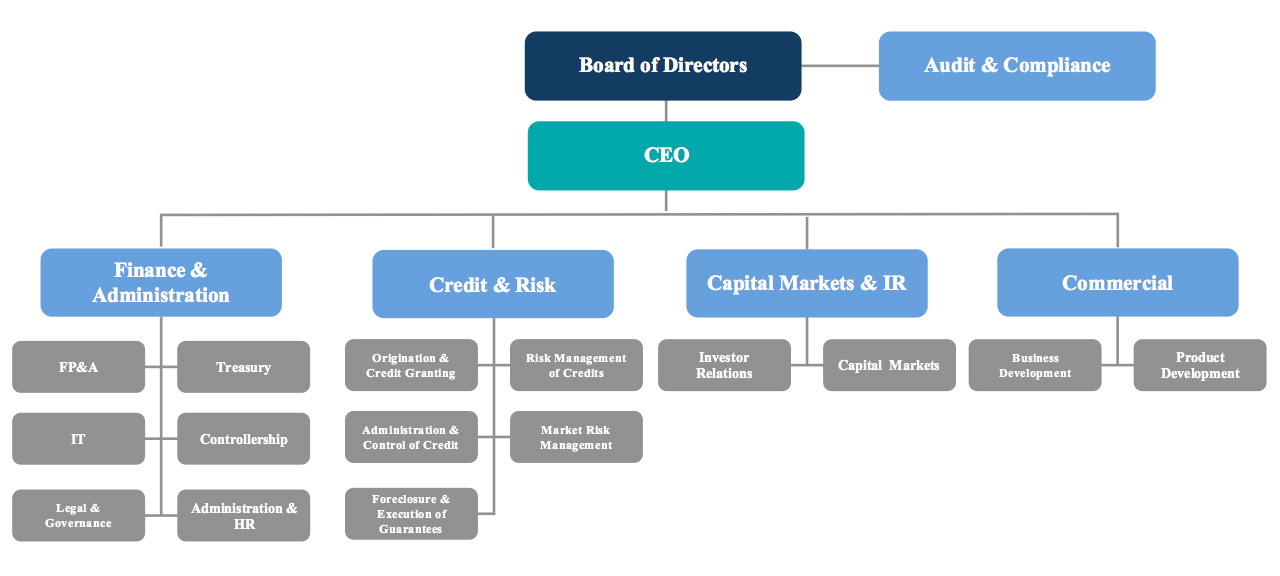 Board of Directors
Audit & Compliance
CEO
Finance &
Administration
Credit & Risk
Capital Markets & IR
Commercial
FP&A
Treasury
IT
Controllership
Legal &
Governance
Administration &
HR
Origination &
Credit Granting
Risk Management
of Credits
Administration &
Control of Credit
Market Risk
Management
Foreclosure &
Execution of
Guarantees
Investor
Relations
Capital Markets
Business
Development
Product
Development